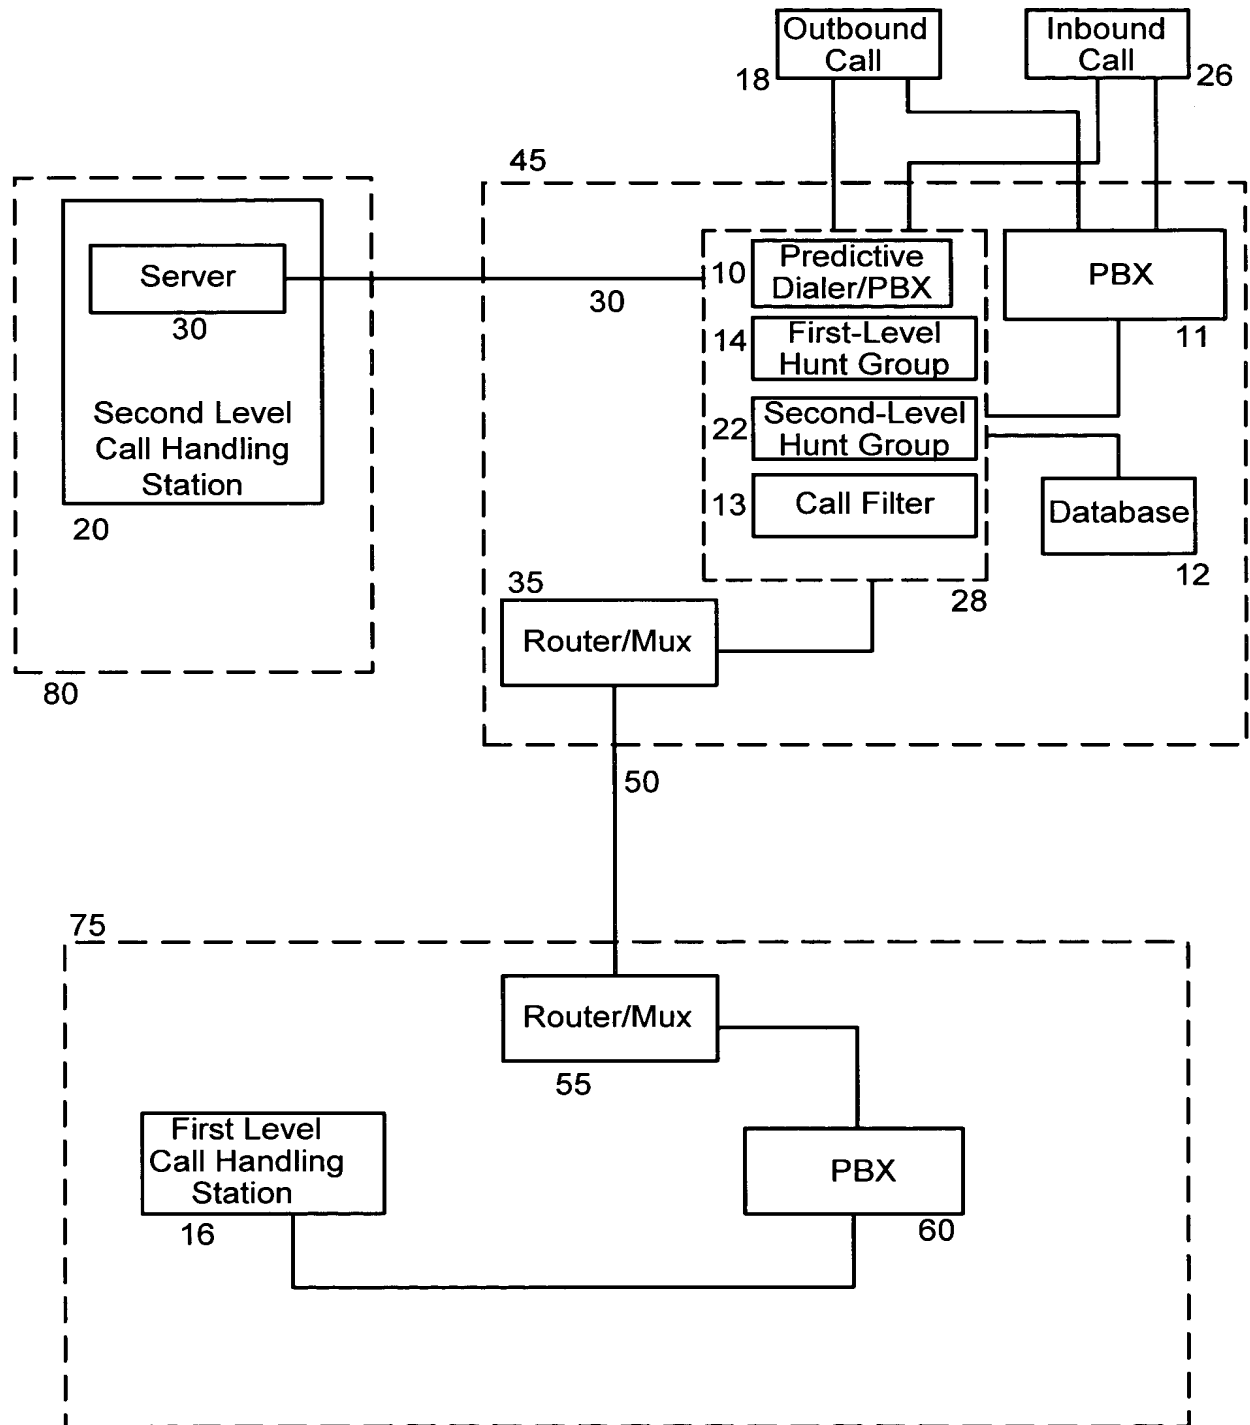 Outbound
Call
18
Inbound
Call
26
45
Server
30
Second Level
Call Handling
Station
20
80
30
10
Predictive
Dialer/PBX
PBX
11
14
First-Level
Hunt Group
22
Second-Level
Hunt Group
13
Call Filter
Database
12
28
35
Router/Mux
50
75
Router/Mux
55
First Level
Call Handling
Station
16
PBX
60